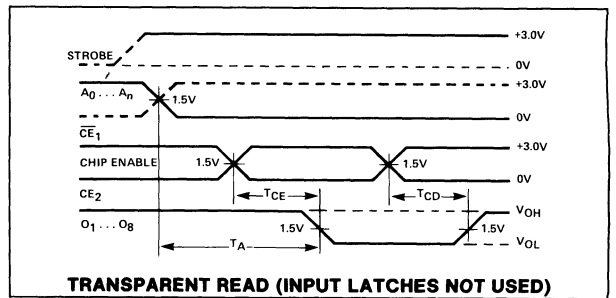 +3.0V
STROBE
0V
A0 . . . An
+3.0V
1.5V
0V
CE1
+3.0V
CHIP ENABLE
1.5V
1.5V
0V
CE2
TCE
TCD
O1 . . . O8
VOH
1.5V
1.5V
TA
VOL
TRANSPARENT READ (INPUT LATCHES NOT USED)